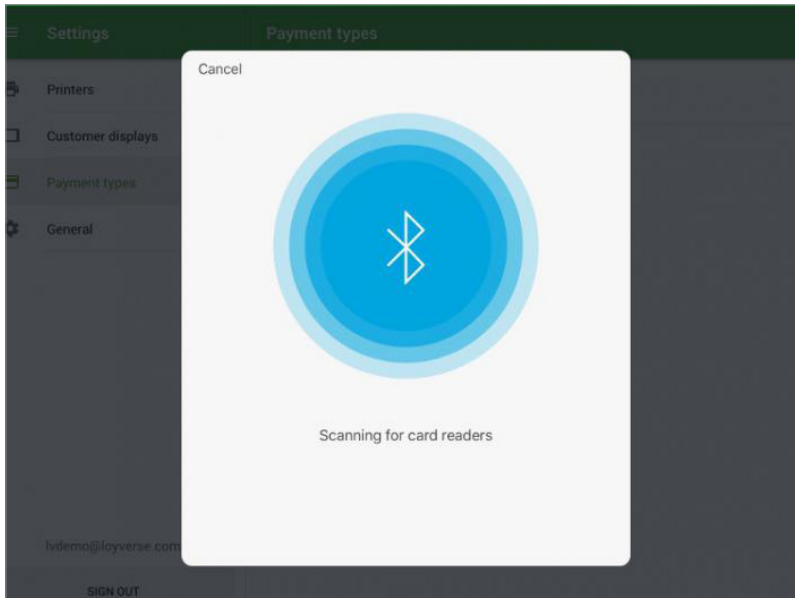 Settings
Payment types
Cancel
Printers
Customer displays
Payment types
General
Scanning for card readers
lvdemo@loyverse.com
SIGN OUT